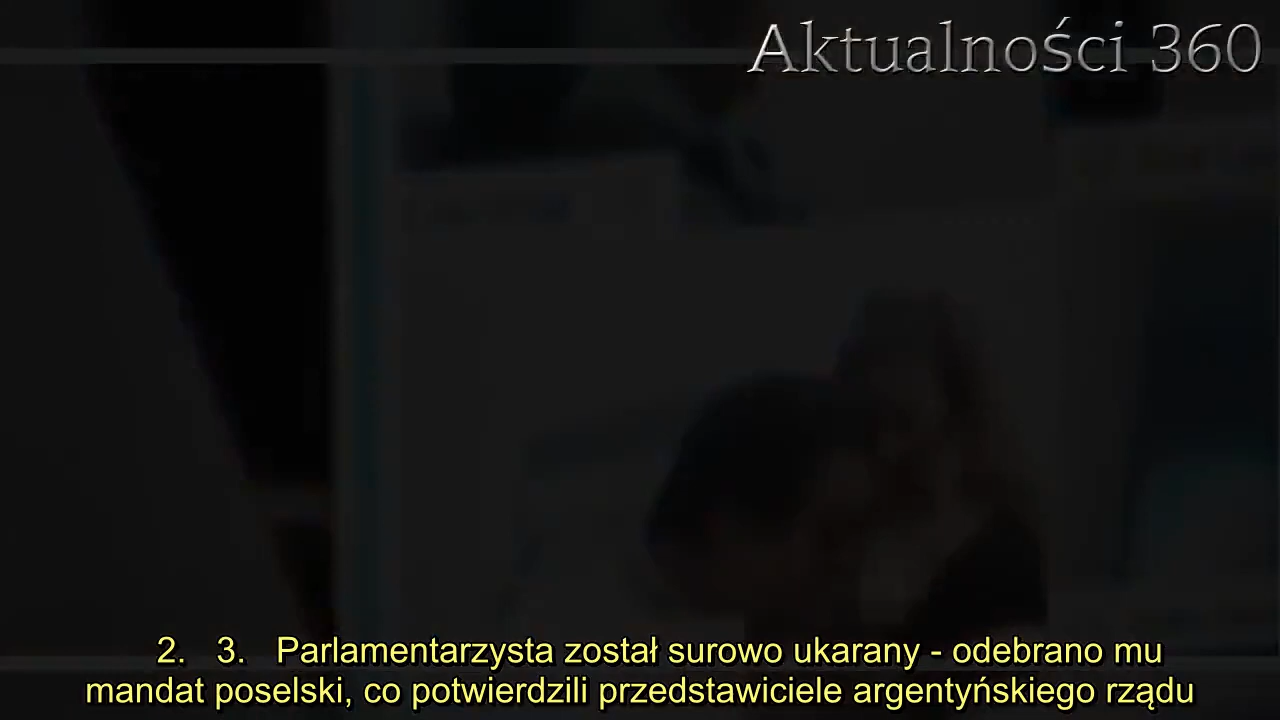 Aktualności 360
2. 3. Parlamentarzysta został surowo ukarany - odebrano mu
mandat poselski, co potwierdzili przedstawiciele argentyńskiego rządu